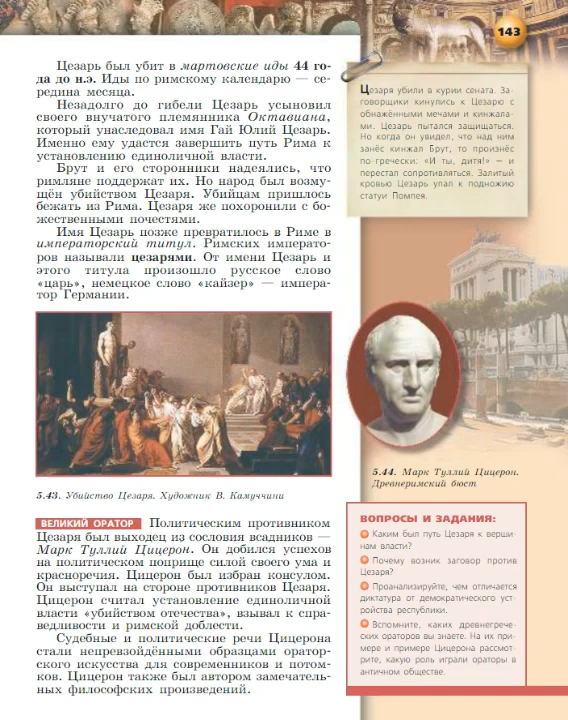 143
Цезарь был убит в мартовские иды 44 го-
да до н.э. Иды по римскому календарю — се-
редина месяца.
Незадолго до гибели Цезарь усыновил
своего внучатого племянника Октавиана,
который унаследовал имя Гай Юлий Цезарь.
Именно ему удастся завершить путь Рима к
установлению единоличной власти.
Брут и его сторонники надеялись, что
римляне поддержат их. Но народ был возму-
щён убийством Цезаря. Убийцам пришлось
бежать из Рима. Цезаря же похоронили с бо-
жественными почестями.
Имя Цезарь позже превратилось в Риме в
императорский титул. Римских императо-
ров называли цезарями. От имени Цезарь и
этого титула произошло русское слово
«царь», немецкое слово «кайзер» — импера-
тор Германии.
Цезаря убили в курии сената. За-
говорщики кинулись к Цезарю с
обнажёнными мечами и кинжала-
ми. Цезарь пытался защищаться.
Но когда он увидел, что над ним
занёс кинжал Брут, то произнёс
по-гречески: «И ты, дитя!» — и
перестал сопротивляться. Залитый
кровью Цезарь упал к подножию
статуи Помпея.
5.43. Убийство Цезаря. Художник В. Камуччини
5.44. Марк Туллий Цицерон.
Древнеримский бюст
ВЕЛИКИЙ ОРАТОР Политическим противником
Цезаря был выходец из сословия всадников —
Марк Туллий Цицерон. Он добился успехов
на политическом поприще силой своего ума и
красноречия. Цицерон был избран консулом.
Он выступал на стороне противников Цезаря.
Цицерон считал установление единоличной
власти «убийством отечества», взывал к спра-
ведливости и римской доблести.
Судебные и политические речи Цицерона
стали непревзойдёнными образцами оратор-
ского искусства для современников и потом-
ков. Цицерон также был автором замечатель-
ных философских произведений.
ВОПРОСЫ И ЗАДАНИЯ:
Каким был путь Цезаря к верши-
нам власти?
Почему возник заговор против
Цезаря?
Проанализируйте, чем отличается
диктатура от демократического уст-
ройства республики.
Вспомните, каких древнегрече-
ских ораторов вы знаете. На их при-
мере и примере Цицерона рассмот-
рите, какую роль играли ораторы в
античном обществе.